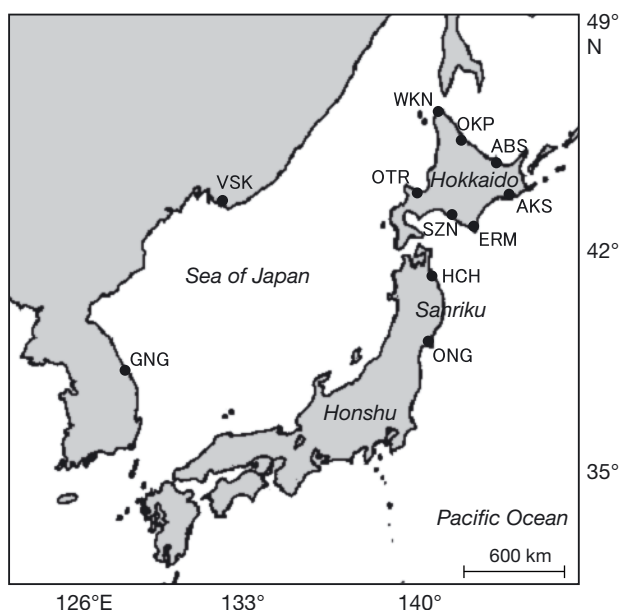 49°
N
WKN
OKP
ABS
VSK
OTR
Hokkaido
AKS
SZN
ERM
42°
Sea of Japan
HCH
Sanriku
GNG
ONG
Honshu
35°
Pacific Ocean
600 km
126°E 133° 140°